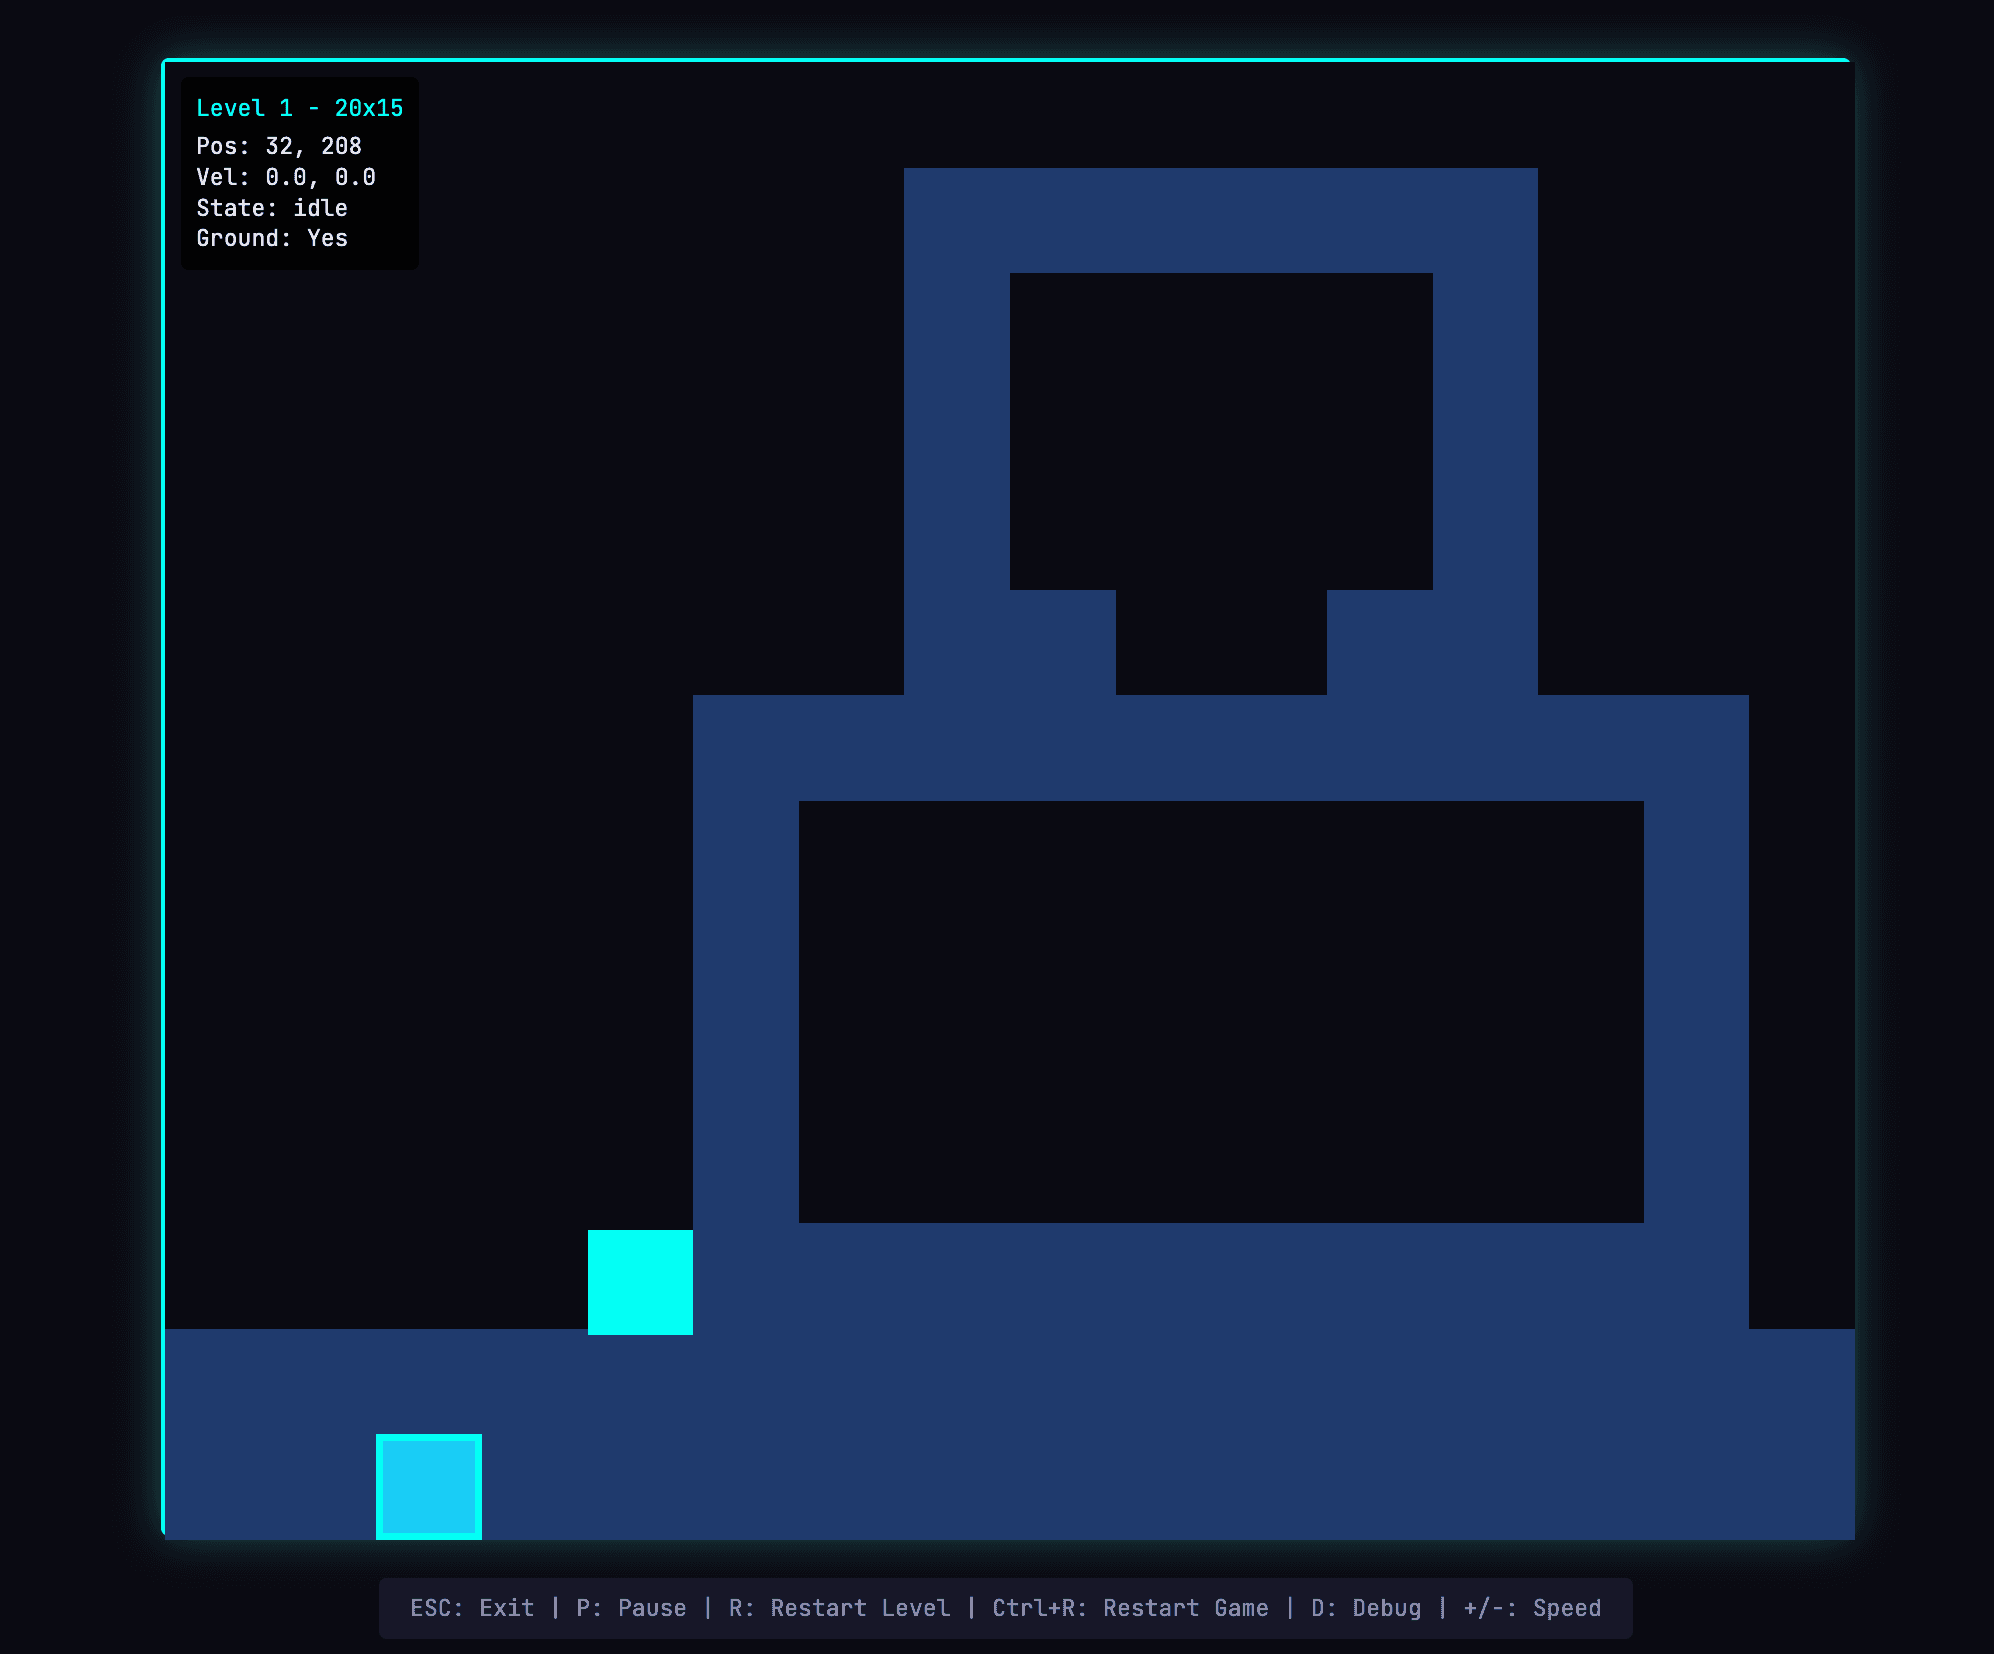 Level 1 - 20x15
Pos: 32, 208
Vel: 0.0, 0.0
State: idle
Ground: Yes
ESC: Exit | P: Pause | R: Restart Level | Ctrl+R: Restart Game | D: Debug | +/-: Speed